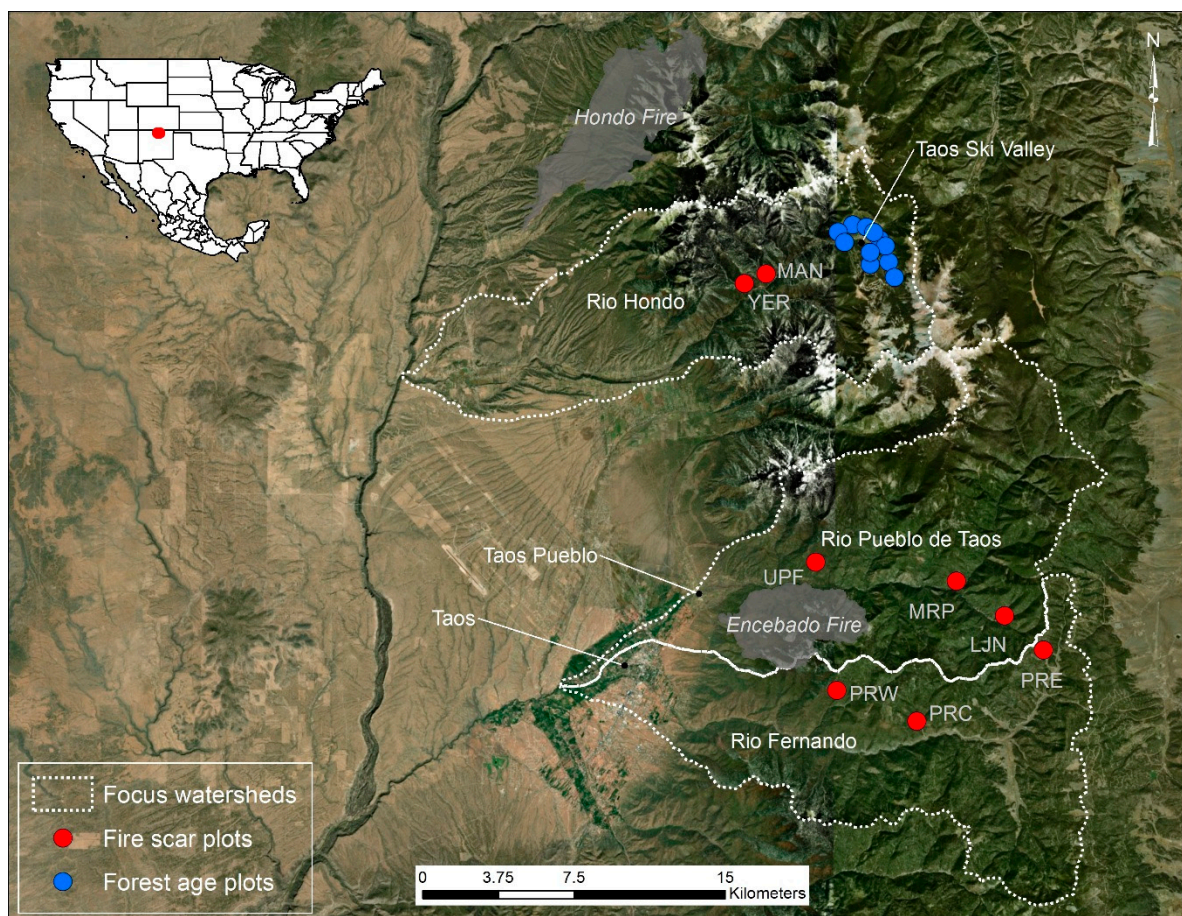 N
Hondo Fire
Taos Ski Valley
MAN
Rio Hondo
YER
Taos Pueblo
Rio Pueblo de Taos
UPF
MRP
Taos
Encebado Fire
LJN
PRE
PRW
PRC
Rio Fernando
Focus watersheds
Fire scar plots
Forest age plots
0 3.75 7.5 15
Kilometers